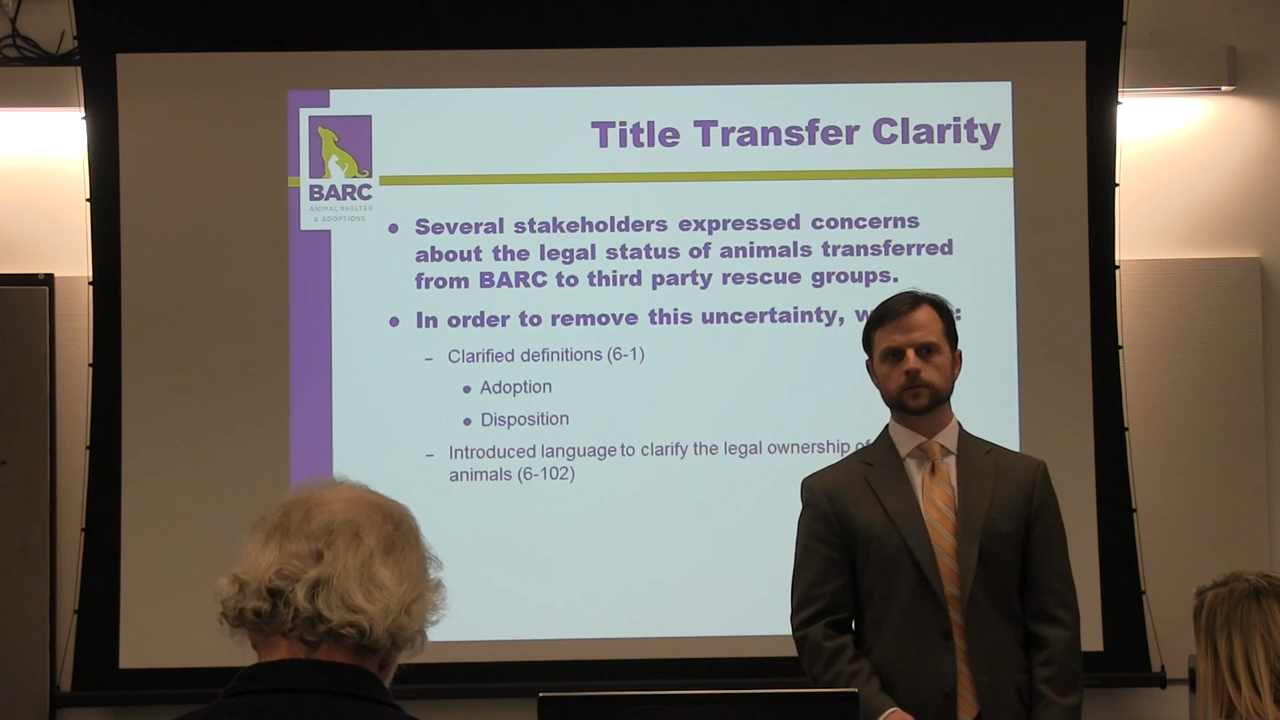 Title Transfer Clarity
BARC
ANIMAL SHELTER
& ADOPTIONS
Several stakeholders expressed concerns
about the legal status of animals transferred
from BARC to third party rescue groups.
In order to remove this uncertainty,
– Clarified definitions (6-1)
Adoption
Disposition
– Introduced language to clarify the legal ownership of
animals (6-102)